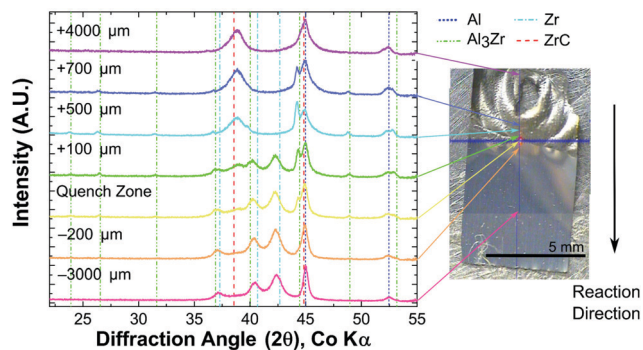 Intensity (A.U.)
+4000 µm
+700 µm
+500 µm
+100 µm
Quench Zone
−200 µm
−3000 µm
25 30 35 40 45 50 55
Diffraction Angle (2θ), Co Kα
Al Zr
Al₃Zr ZrC
5 mm
Reaction
Direction